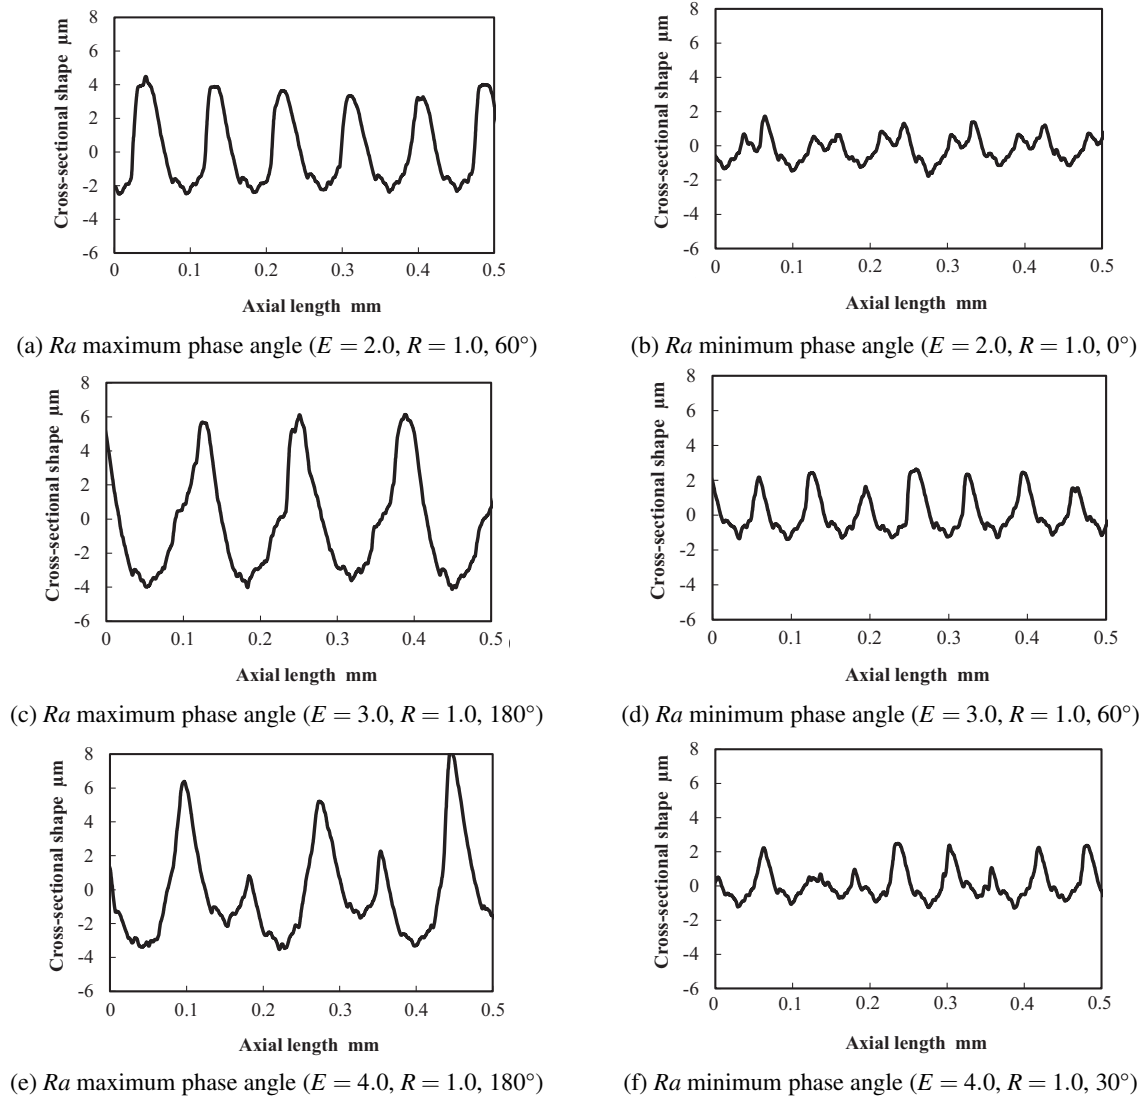 8
6
4
2
0
-2
-4
-6
Cross-sectional shape μm
0 0.1 0.2 0.3 0.4 0.5
Axial length mm
(a) Ra maximum phase angle (E = 2.0, R = 1.0, 60°)
8
6
4
2
0
-2
-4
-6
Cross-sectional shape μm
0 0.1 0.2 0.3 0.4 0.5
Axial length mm
(b) Ra minimum phase angle (E = 2.0, R = 1.0, 0°)
8
6
4
2
0
-2
-4
-6
Cross-sectional shape μm
0 0.1 0.2 0.3 0.4 0.5
Axial length mm
(c) Ra maximum phase angle (E = 3.0, R = 1.0, 180°)
8
6
4
2
0
-2
-4
-6
Cross-sectional shape μm
0 0.1 0.2 0.3 0.4 0.5
Axial length mm
(d) Ra minimum phase angle (E = 3.0, R = 1.0, 60°)
8
6
4
2
0
-2
-4
-6
Cross-sectional shape μm
0 0.1 0.2 0.3 0.4 0.5
Axial length mm
(e) Ra maximum phase angle (E = 4.0, R = 1.0, 180°)
8
6
4
2
0
-2
-4
-6
Cross-sectional shape μm
0 0.1 0.2 0.3 0.4 0.5
Axial length mm
(f) Ra minimum phase angle (E = 4.0, R = 1.0, 30°)